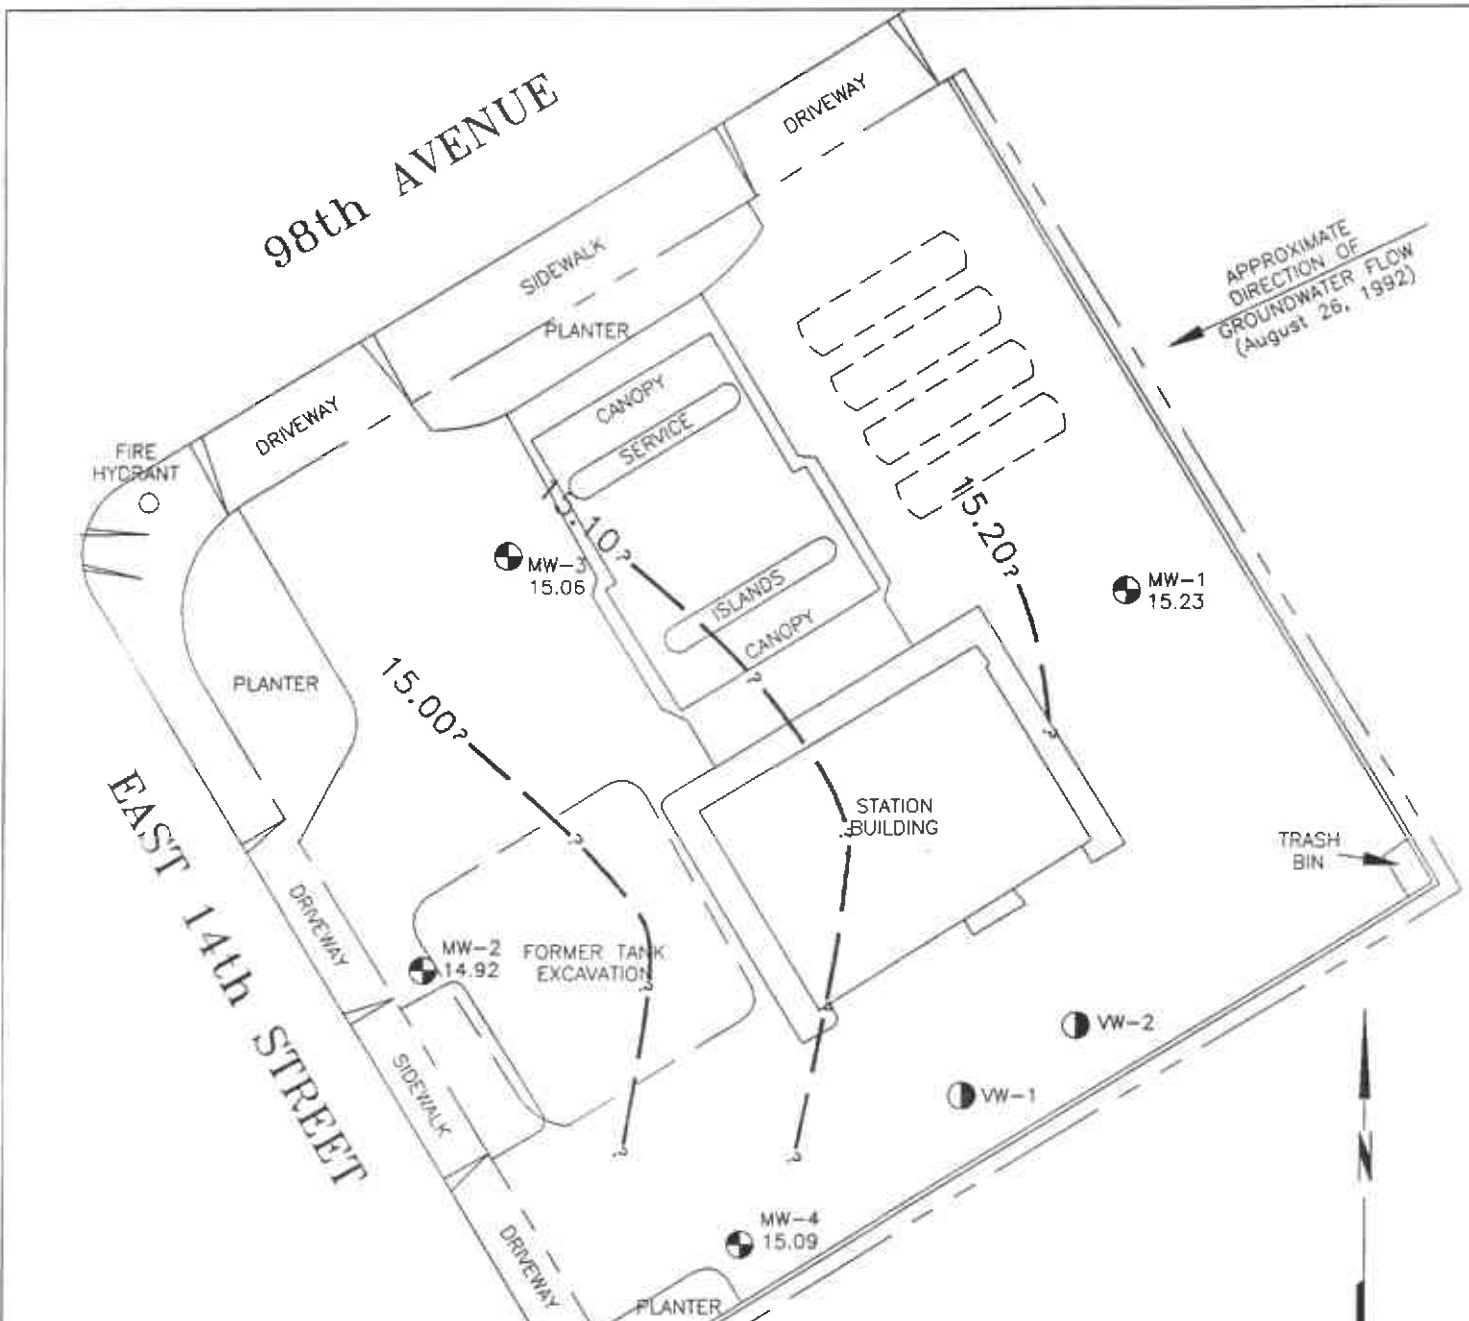 98th AVENUE
DRIVEWAY
SIDEWALK
PLANTER
APPROXIMATE
DIRECTION OF
GROUNDWATER FLOW
(August 26, 1992)
CANOPY
SERVICE
DRIVEWAY
FIRE
HYDRANT
15.10?
15.20?
MW-3
15.06
MW-1
15.23
ISLANDS
CANOPY
PLANTER
15.00?
?
?
EAST 14th STREET
STATION
BUILDING
?
?
TRASH
BIN
DRIVEWAY
MW-2
14.92
FORMER TANK
EXCAVATION
?
?
VW-2
VW-1
SIDEWALK
?
?
N
MW-4
15.09
DRIVEWAY
PLANTER